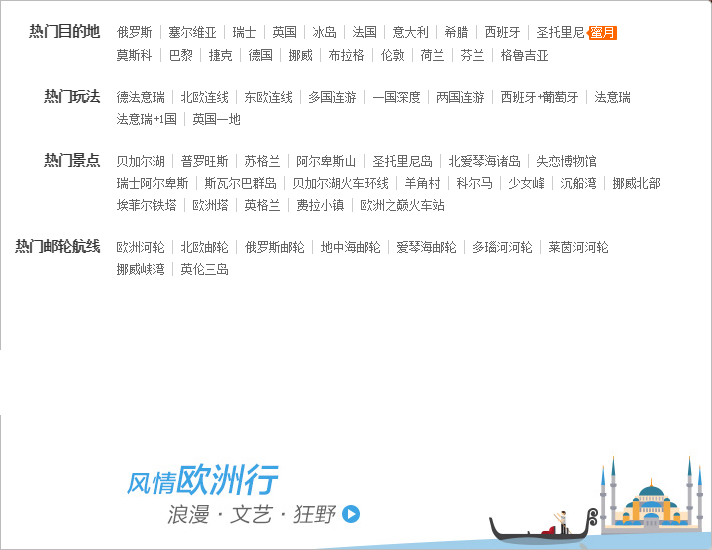 热门目的地 俄罗斯 塞尔维亚 瑞士 英国 冰岛 法国 意大利 希腊 西班牙 圣托里尼 蜜月
莫斯科 巴黎 捷克 德国 挪威 布拉格 伦敦 荷兰 芬兰 格鲁吉亚
热门玩法 德法意瑞 北欧连线 东欧连线 多国连游 一国深度 两国连游 西班牙+葡萄牙 法意瑞
法意瑞+1国 英国一地
热门景点 贝加尔湖 普罗旺斯 苏格兰 阿尔卑斯山 圣托里尼岛 北爱琴海诸岛 失恋博物馆
瑞士阿尔卑斯 斯瓦尔巴群岛 贝加尔湖火车环线 羊角村 科尔马 少女峰 沉船湾 挪威北部
埃菲尔铁塔 欧洲塔 英格兰 费拉小镇 欧洲之巅火车站
热门邮轮航线 欧洲河轮 北欧邮轮 俄罗斯邮轮 地中海邮轮 爱琴海邮轮 多瑙河河轮 莱茵河河轮
挪威峡湾 英伦三岛
风情欧洲行
浪漫·文艺·狂野